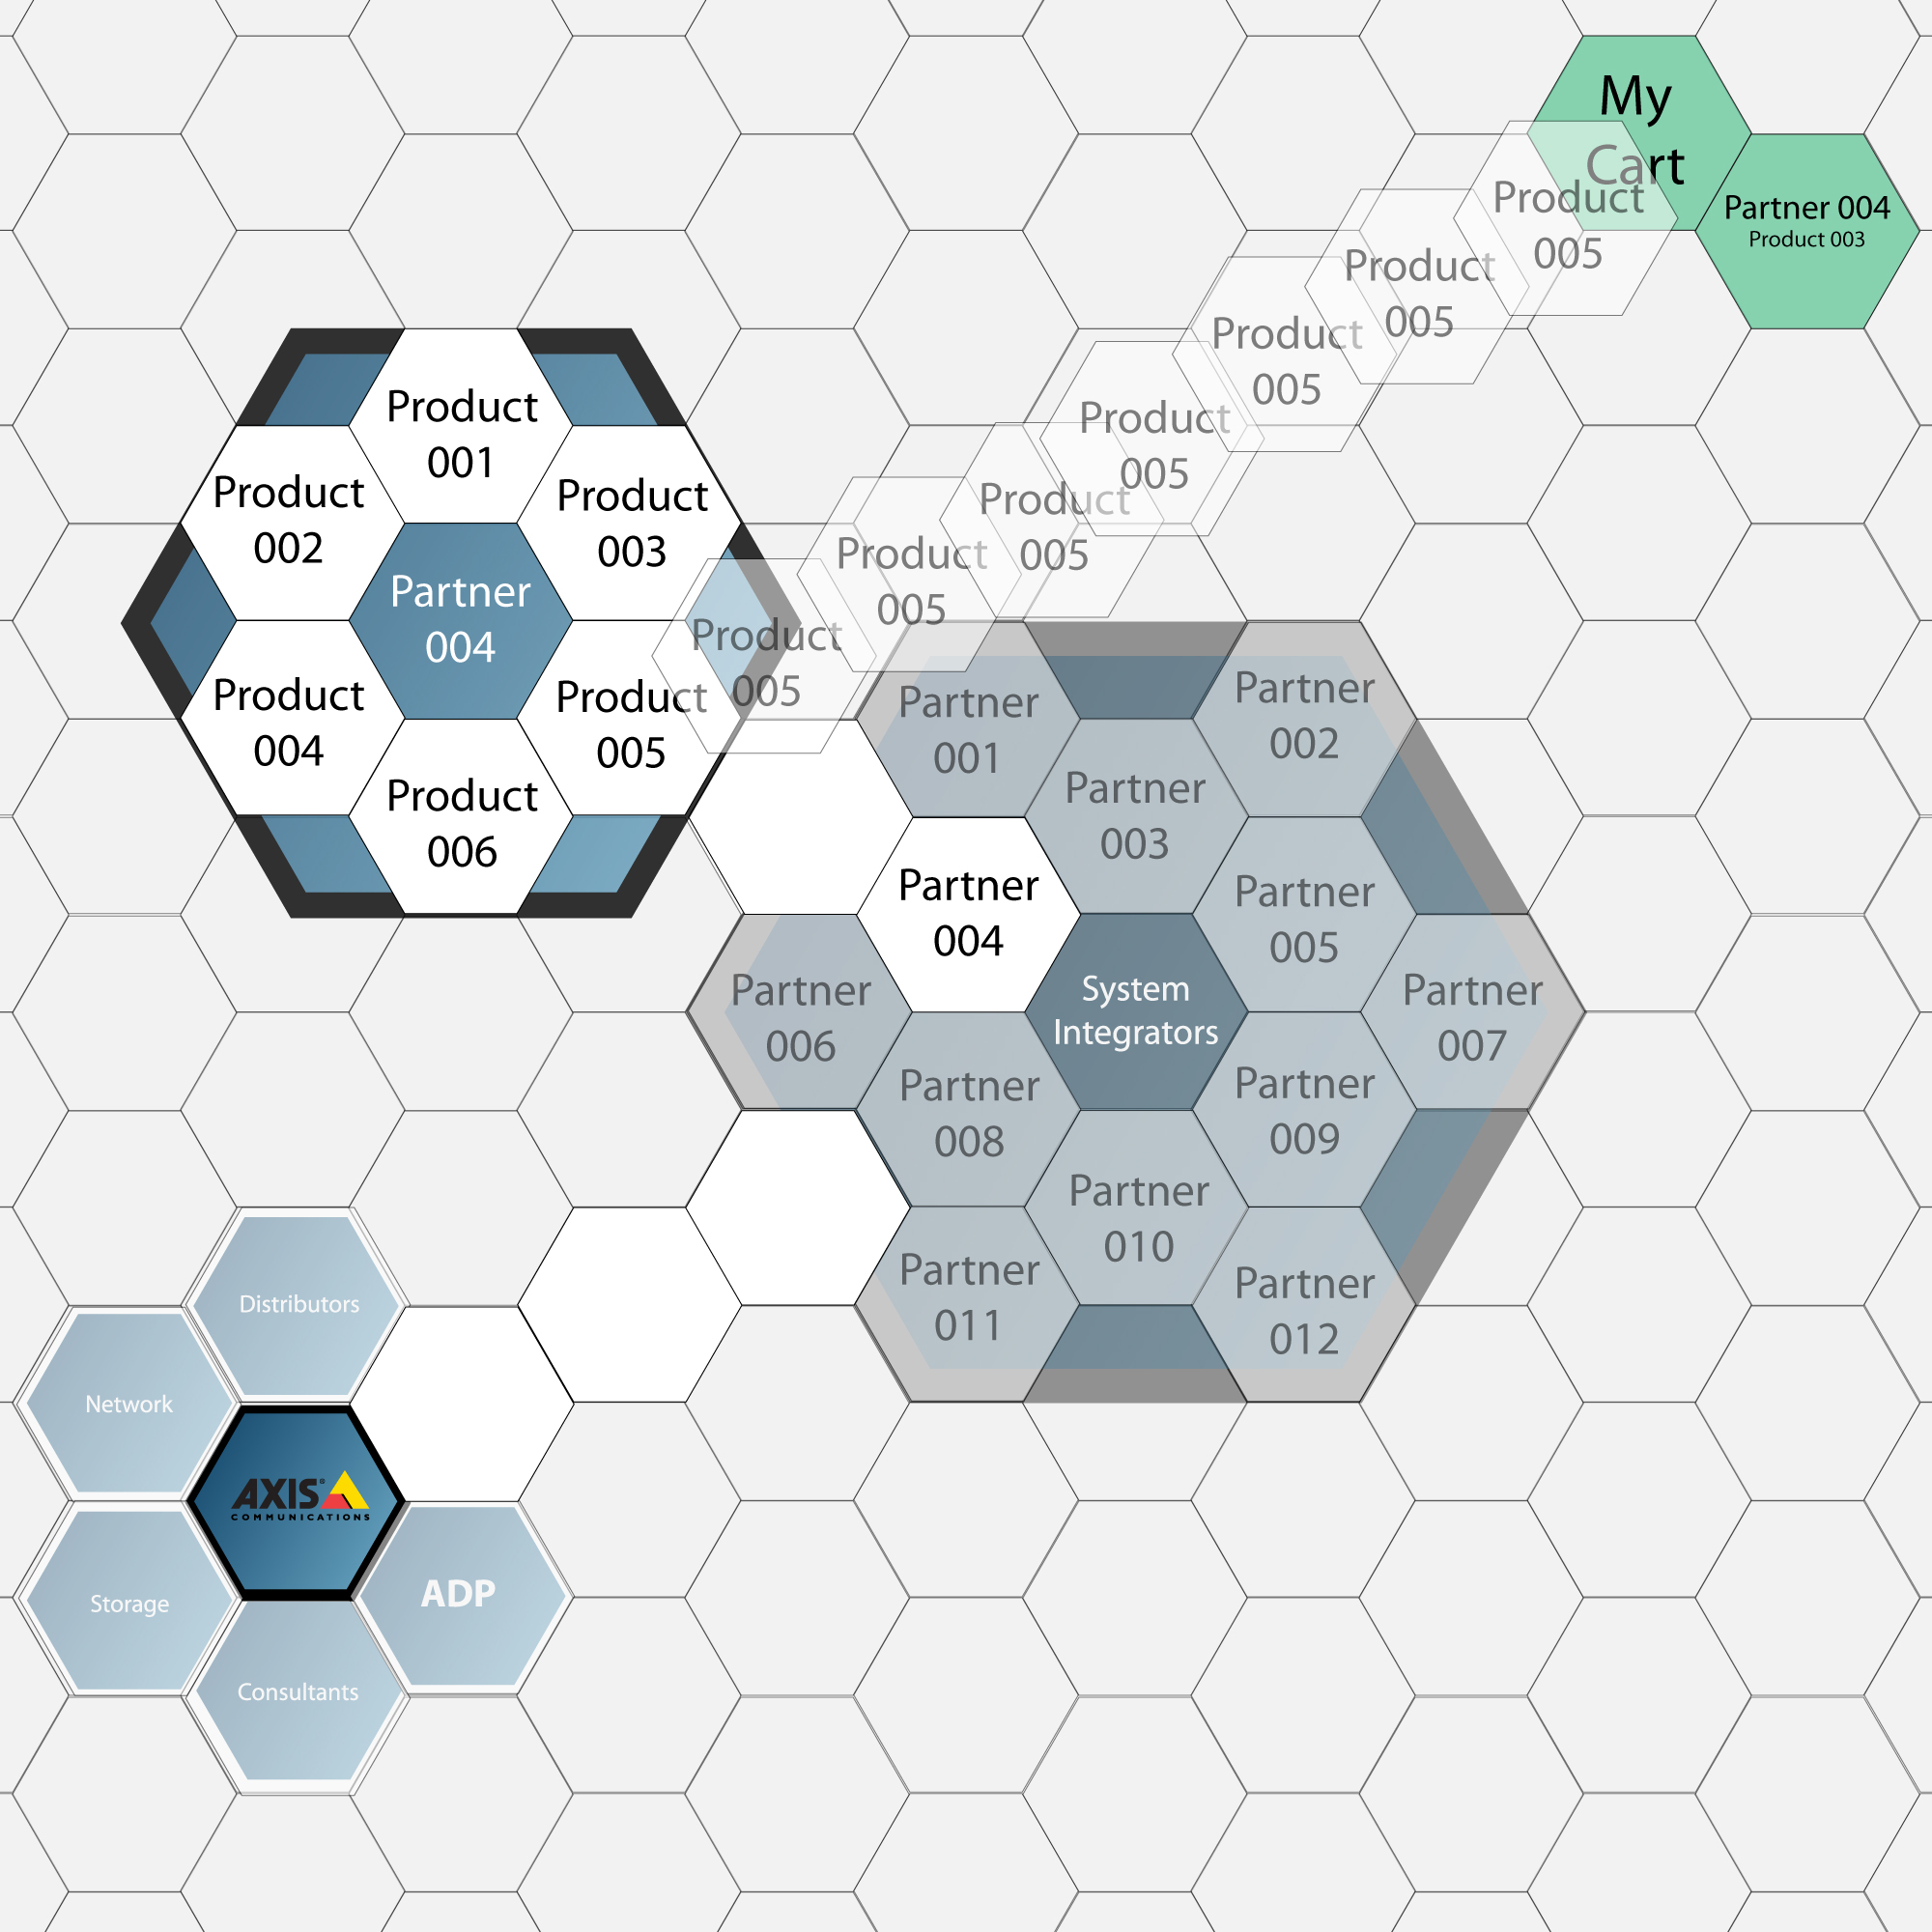 My
Cart
Partner 004
Product 003
Product
005
Product
005
Product
005
Product
005
Product
005
Product
005
Product
005
Product
001
Product
002
Product
003
Partner
004
Product
004
Product
005
Product
006
Partner
001
Partner
002
Partner
003
Partner
004
Partner
005
Partner
006
System
Integrators
Partner
007
Partner
008
Partner
009
Partner
010
Partner
011
Partner
012
Distributors
Network
AXIS
COMMUNICATIONS
Storage
ADP
Consultants